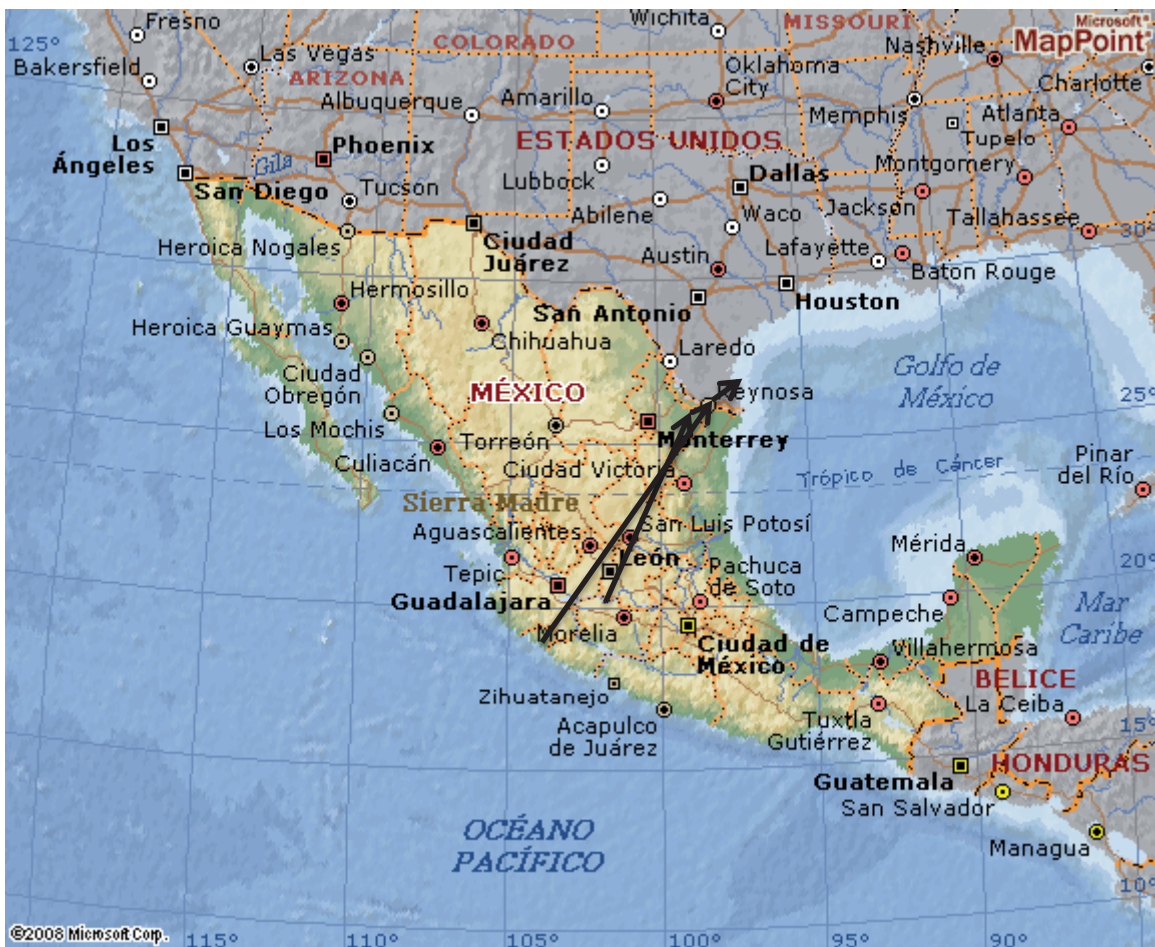 Fresno
Wichita
MISSOURI
Microsoft®
MapPoint®
125°
Las Vegas
COLORADO
Nashville
Bakersfield
ARIZONA
Oklahoma
City
Charlotte
Albuquerque
Amarillo
Memphis
Atlanta
Los
Ángeles
Phoenix
ESTADOS UNIDOS
Tupelo
Gila
Montgomery
San Diego
Tucson
Lubbock
Dallas
Abilene
Waco
Jackson
Tallahassee
30°
Heroica Nogales
Ciudad
Juárez
Austin
Lafayette
Baton Rouge
Hermosillo
San Antonio
Houston
Heroica Guaymas
Chihuahua
Laredo
Ciudad
Obregón
MÉXICO
Reynosa
Golfo de
México
25°
Los Mochis
Torreón
Monterrey
Culiacán
Ciudad Victoria
Trópico de Cáncer
Pinar
del Río
Sierra Madre
Aguascalientes
San Luis Potosí
Mérida
20°
Tepic
León
Pachuca
de Soto
Guadalajara
Campeche
Mar
Caribe
Morelia
Ciudad de
México
Villahermosa
BELICE
Zihuatanejo
La Ceiba
Acapulco
de Juárez
Tuxtla
Gutiérrez
15°
HONDURAS
Guatemala
San Salvador
OCÉANO
PACÍFICO
Managua
10°
©2008 Microsoft Corp.
115°
110°
105°
100°
95°
90°